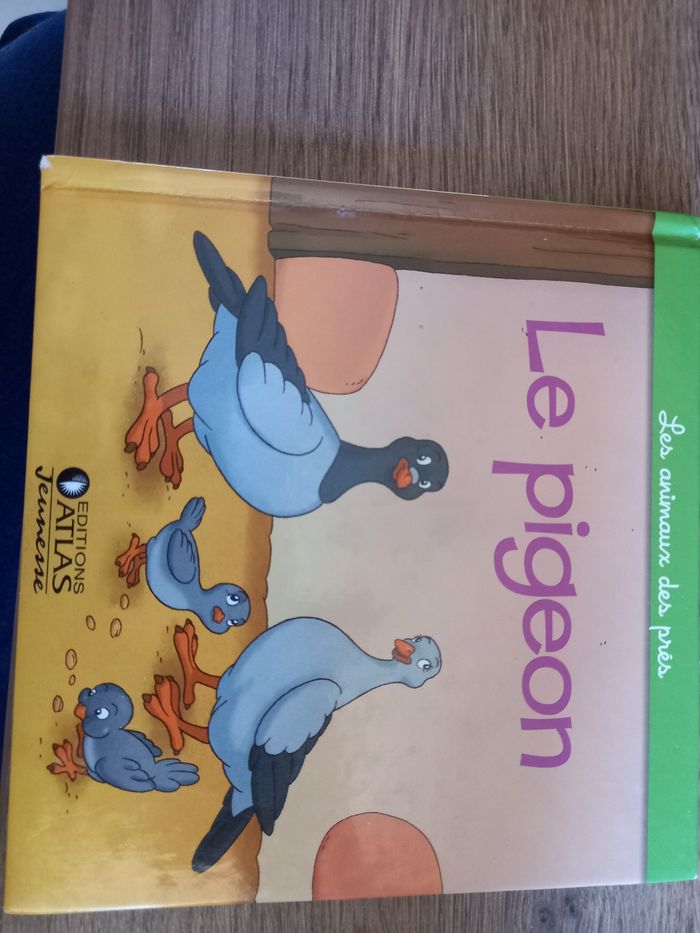 Les animaux des prés
Le pigeon
EDITIONS
ATLAS
Jeunesse